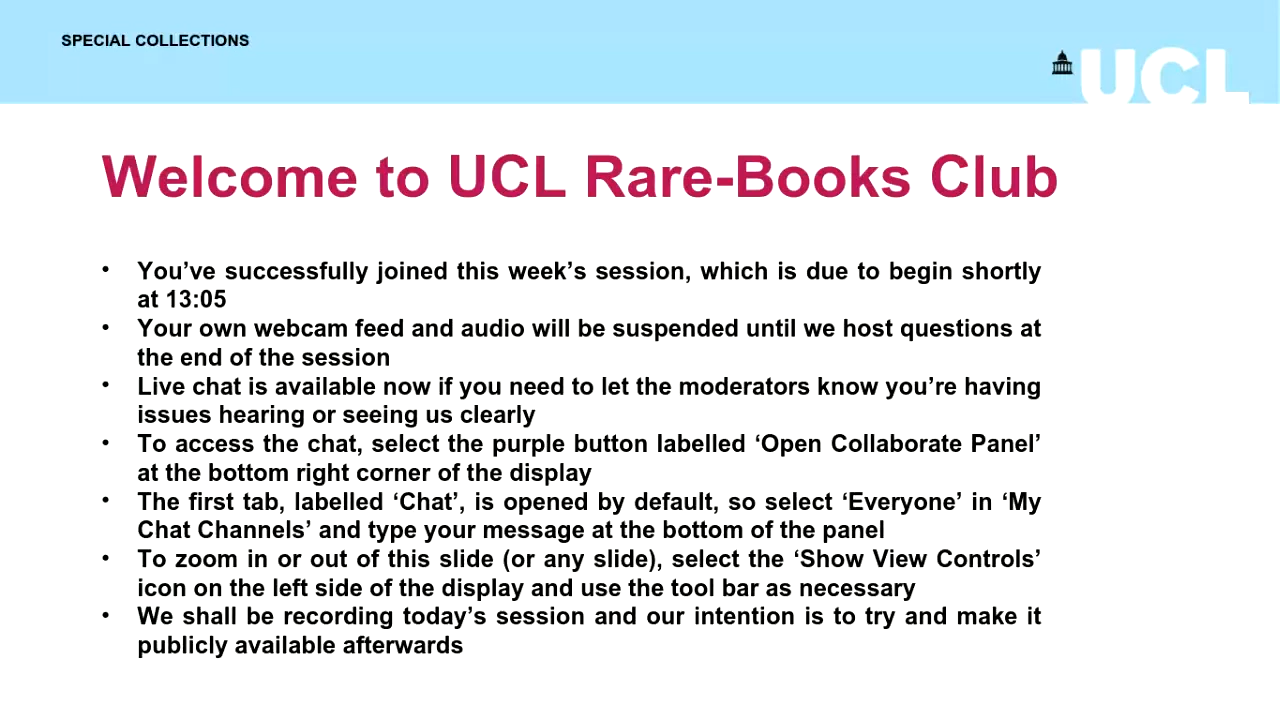 SPECIAL COLLECTIONS
UCL
Welcome to UCL Rare-Books Club
• You’ve successfully joined this week’s session, which is due to begin shortly
at 13:05
• Your own webcam feed and audio will be suspended until we host questions at
the end of the session
• Live chat is available now if you need to let the moderators know you’re having
issues hearing or seeing us clearly
• To access the chat, select the purple button labelled ‘Open Collaborate Panel’
at the bottom right corner of the display
• The first tab, labelled ‘Chat’, is opened by default, so select ‘Everyone’ in ‘My
Chat Channels’ and type your message at the bottom of the panel
• To zoom in or out of this slide (or any slide), select the ‘Show View Controls’
icon on the left side of the display and use the tool bar as necessary
• We shall be recording today’s session and our intention is to try and make it
publicly available afterwards